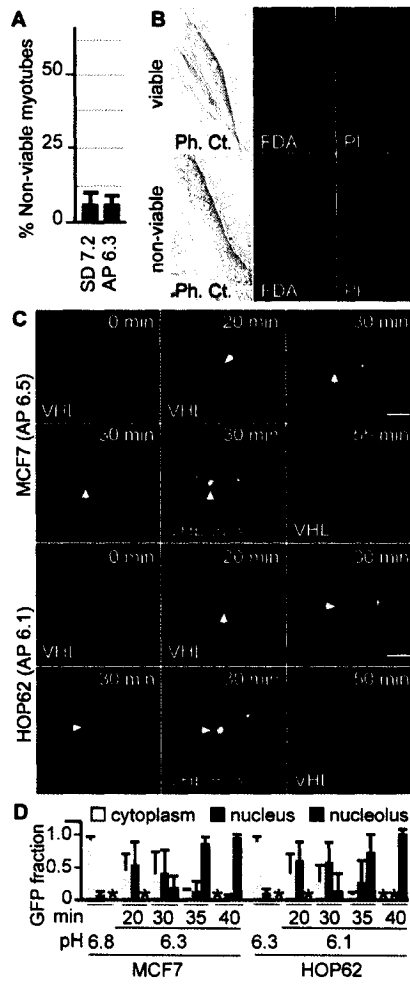 A
% Non-viable myotubes
50
25
0
SD 7.2
AP 6.3
B
viable
Ph. Ct.
FDA
PI
non-viable
Ph. Ct.
FDA
PI
C
MCF7 (AP 6.5)
0 min
20 min
30 min
VHL
VHL
30 min
30 min
55 min
VHL
HOP62 (AP 6.1)
0 min
20 min
30 min
VHL
VHL
30 min
30 min
50 min
VHL
D
cytoplasm nucleus nucleolus
GFP fraction
1.0
0.5
0
* * * * * * * *
min 20 30 35 40 20 30 35 40
pH 6.8 6.3 6.3 6.1
MCF7 HOP62